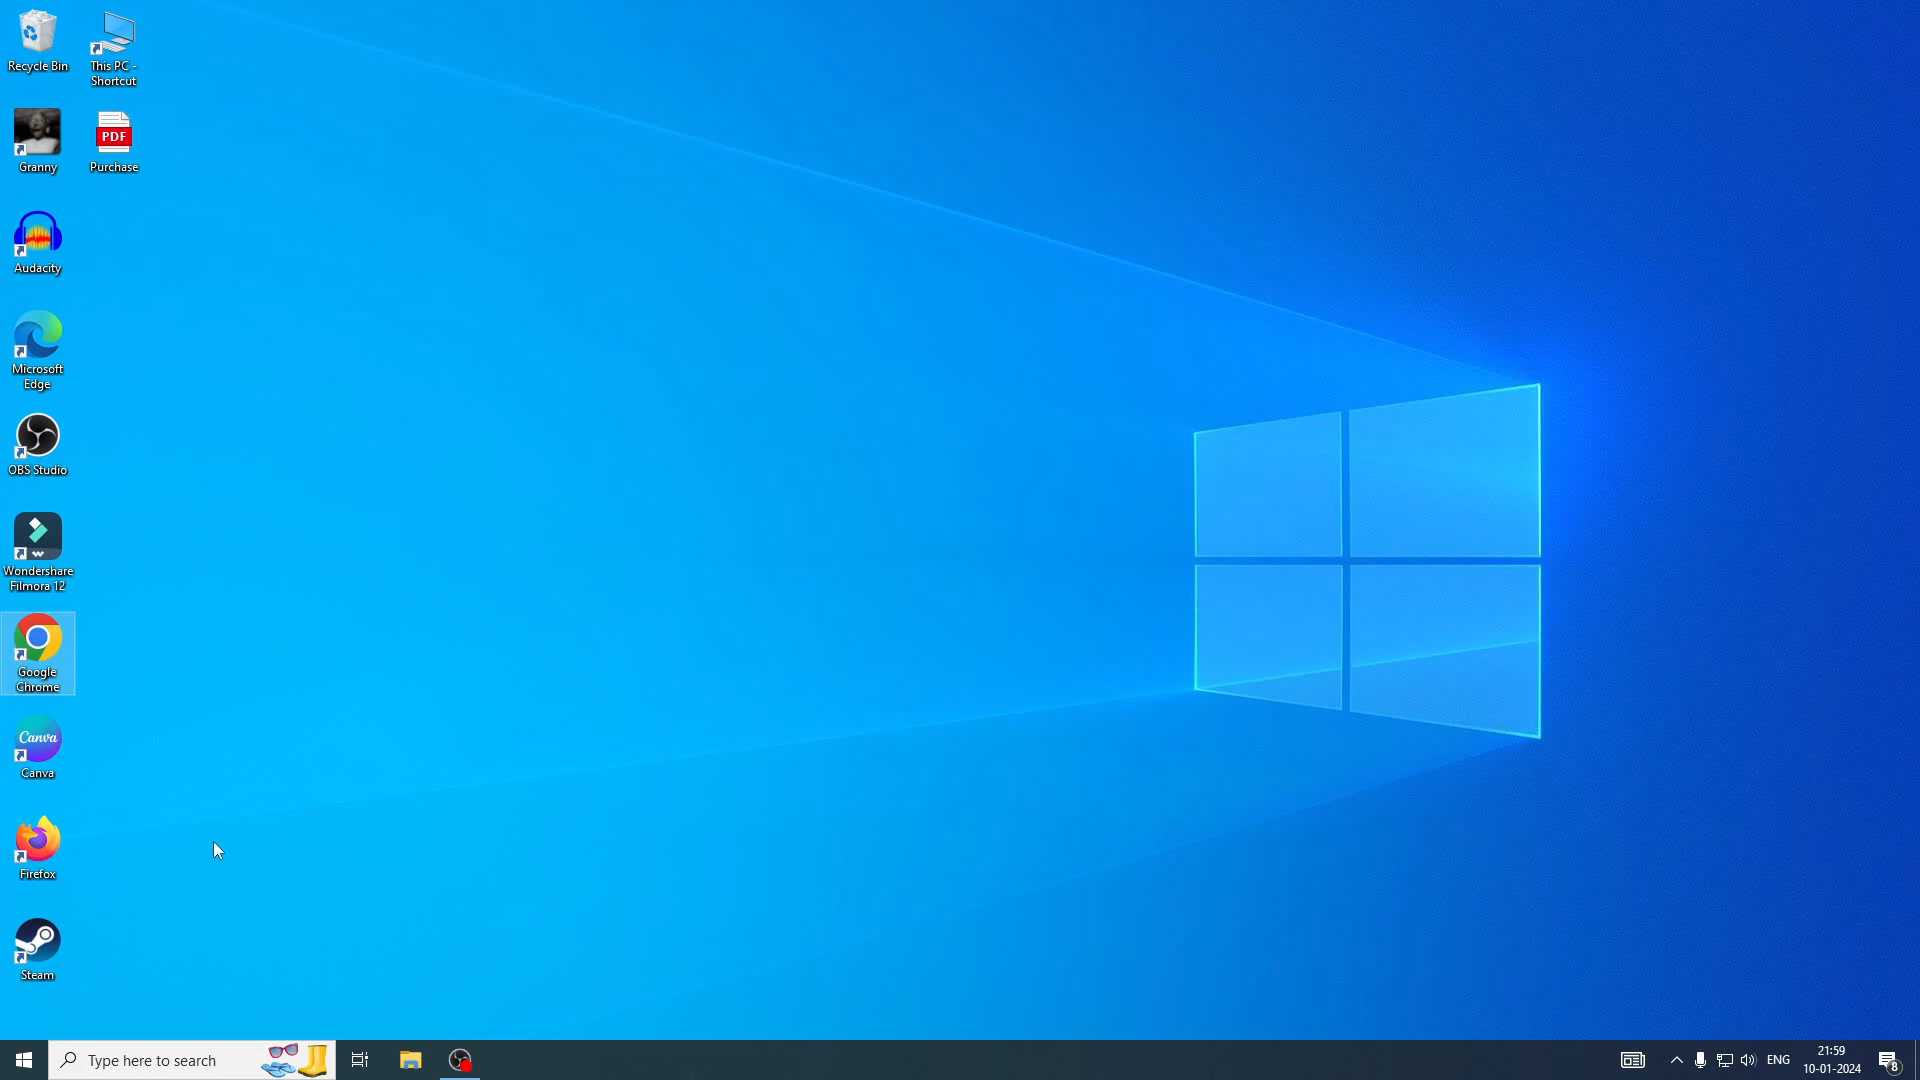 Recycle Bin
This PC -
Shortcut
Granny
PDF
Purchase
Audacity
Microsoft
Edge
OBS Studio
Wondershare
Filmora 12
Google
Chrome
Canva
Canva
Firefox
Steam
Type here to search
ENG
21:59
10-01-2024
8